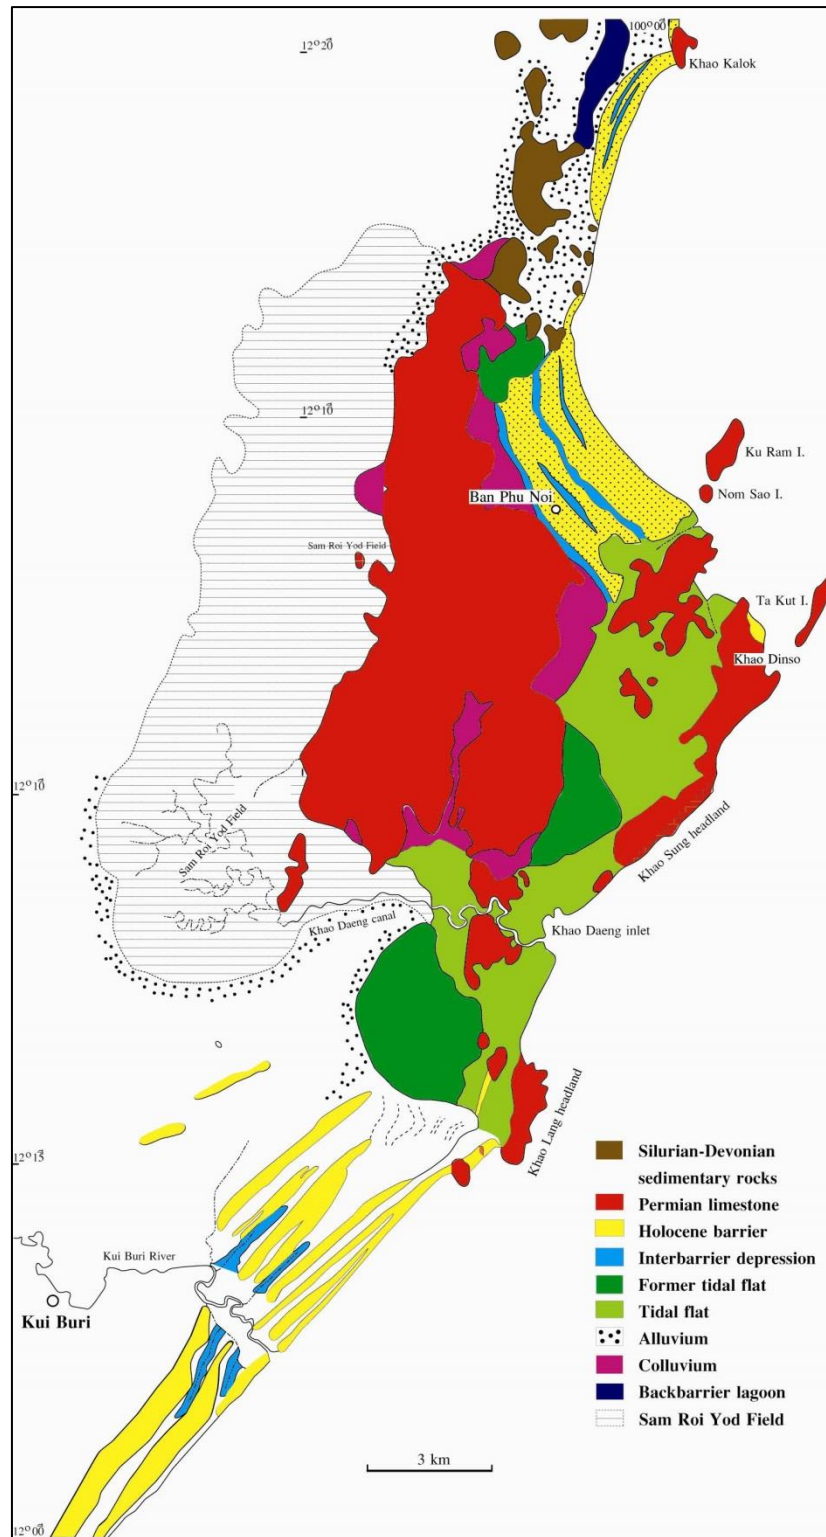 12°20'
100°00'
Khao Kalok
12°10'
Ku Ram I.
Ban Phu Noi
Nom Sao I.
Sam Roi Yod Field
Ta Kut I.
Khao Dinso
12°10'
Sam Roi Yod Field
Khao Sung headland
Khao Daeng canal
Khao Daeng inlet
Khao Lang headland
12°13'
Kui Buri River
Kui Buri
Silurian-Devonian
sedimentary rocks
Permian limestone
Holocene barrier
Interbarrier depression
Former tidal flat
Tidal flat
Alluvium
Colluvium
Backbarrier lagoon
Sam Roi Yod Field
3 km
12°00'